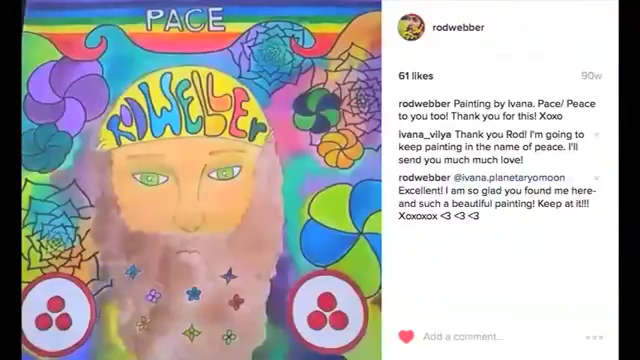 PACE
RODWELLEr
rodwebber
61 likes
90w
rodwebber Painting by Ivana. Pace/ Peace
to you too! Thank you for this! Xoxo
ivana_vilya Thank you Rod! I'm going to
keep painting in the name of peace. I'll
send you much much love!
rodwebber @ivana.planetaryomoon
Excellent! I am so glad you found me here-
and such a beautiful painting! Keep at it!!!
Xoxoxox <3 <3 <3
Add a comment...